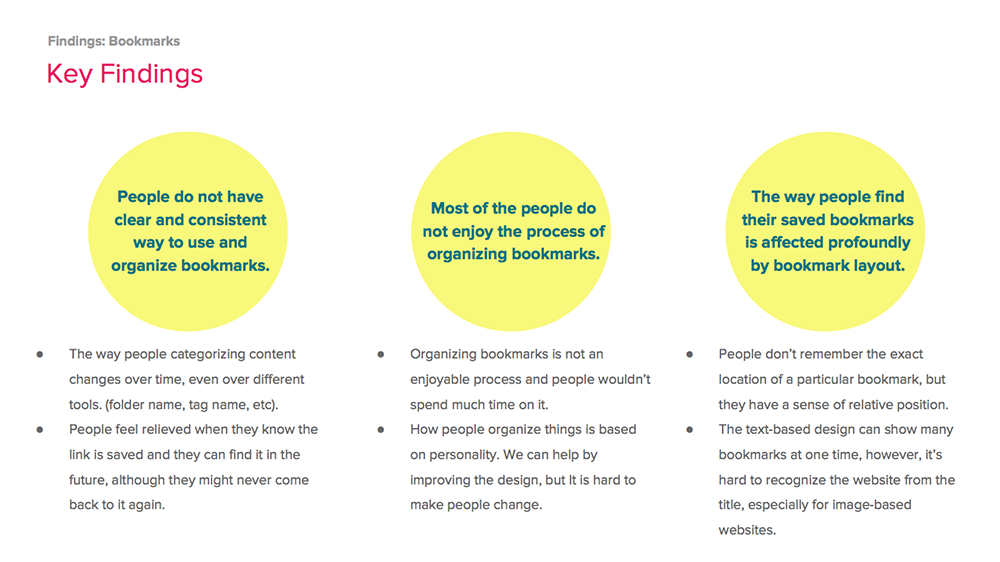 Findings: Bookmarks
Key Findings
People do not have
clear and consistent
way to use and
organize bookmarks.
Most of the people do
not enjoy the process of
organizing bookmarks.
The way people find
their saved bookmarks
is affected profoundly
by bookmark layout.
● The way people categorizing content
changes over time, even over different
tools. (folder name, tag name, etc).
● People feel relieved when they know the
link is saved and they can find it in the
future, although they might never come
back to it again.
● Organizing bookmarks is not an
enjoyable process and people wouldn’t
spend much time on it.
● How people organize things is based
on personality. We can help by
improving the design, but It is hard to
make people change.
● People don’t remember the exact
location of a particular bookmark, but
they have a sense of relative position.
● The text-based design can show many
bookmarks at one time, however, it’s
hard to recognize the website from the
title, especially for image-based
websites.